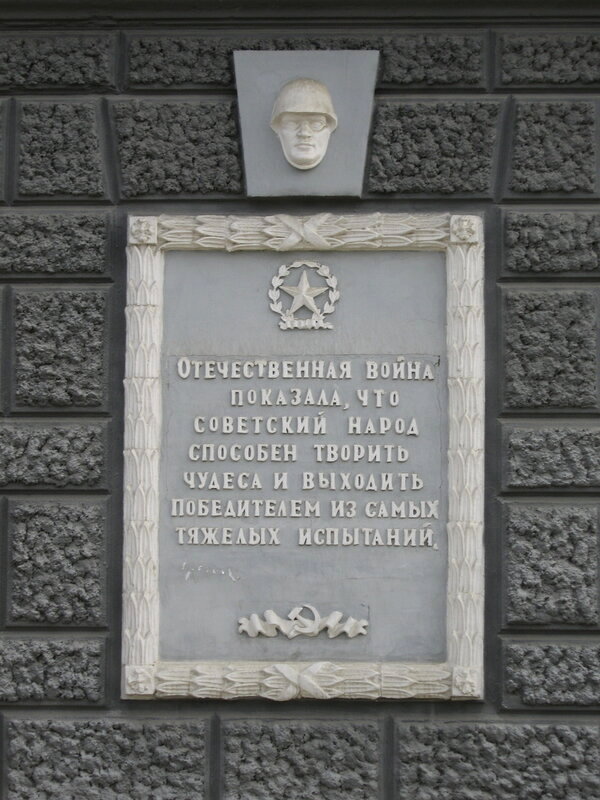 Отечественная война
показала, что
советский народ
способен творить
чудеса и выходить
победителем из самых
тяжелых испытаний.